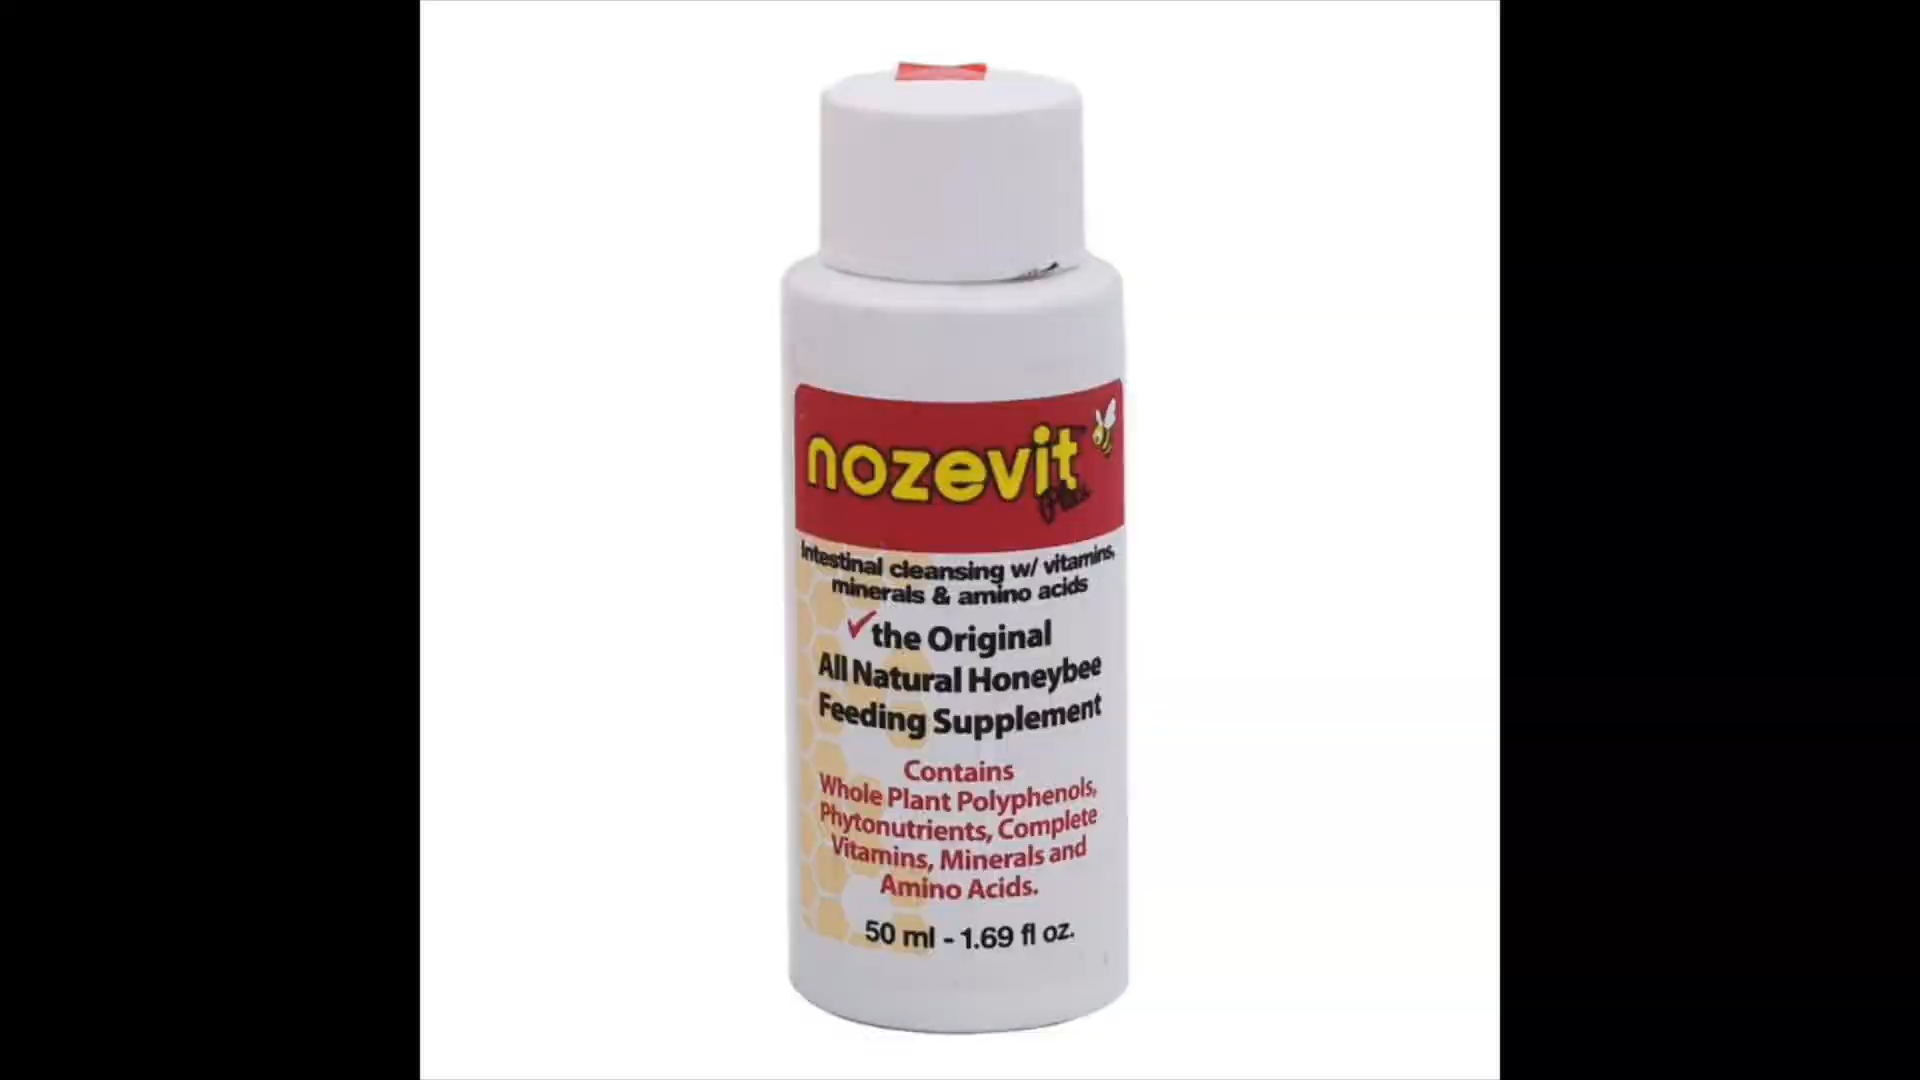 nozevit
Plus
Intestinal cleansing w/ vitamins,
minerals & amino acids
the Original
All Natural Honeybee
Feeding Supplement
Contains
Whole Plant Polyphenols,
Phytonutrients, Complete
Vitamins, Minerals and
Amino Acids.
50 ml - 1.69 fl oz.